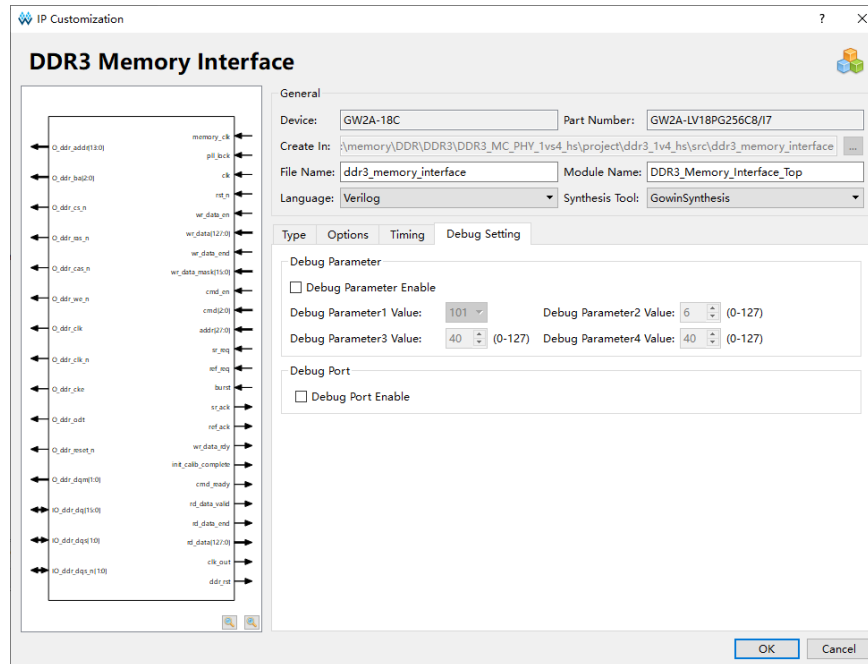 IP Customization ? ×
DDR3 Memory Interface
O_ddr_addr(13:0)
O_ddr_ba(2:0)
O_ddr_cs_n
O_ddr_ras_n
O_ddr_cas_n
O_ddr_we_n
O_ddr_clk
O_ddr_clk_n
O_ddr_cke
O_ddr_odt
O_ddr_reset_n
O_ddr_dqm(1:0)
IO_ddr_dq(15:0)
IO_ddr_dqs(1:0)
IO_ddr_dqs_n(1:0)
memory_clk
pll_lock
clk
rst_n
wr_data_en
wr_data(127:0)
wr_data_end
wr_data_mask(15:0)
cmd_en
cmd(2:0)
addr(27:0)
sr_req
ref_req
burst
sr_ack
ref_ack
wr_data_rdy
init_calib_complete
cmd_ready
rd_data_valid
rd_data_end
rd_data(127:0)
clk_out
ddr_rst
General
Device: GW2A-18C Part Number: GW2A-LV18PG256C8/I7
Create In: :\memory\DDR\DDR3\DDR3_MC_PHY_1vs4_hs\project\ddr3_1v4_hs\src\ddr3_memory_interface ...
File Name: ddr3_memory_interface Module Name: DDR3_Memory_Interface_Top
Language: Verilog Synthesis Tool: GowinSynthesis
Type Options Timing Debug Setting
Debug Parameter
Debug Parameter Enable
Debug Parameter1 Value: 101 Debug Parameter2 Value: 6 (0-127)
Debug Parameter3 Value: 40 (0-127) Debug Parameter4 Value: 40 (0-127)
Debug Port
Debug Port Enable
OK Cancel